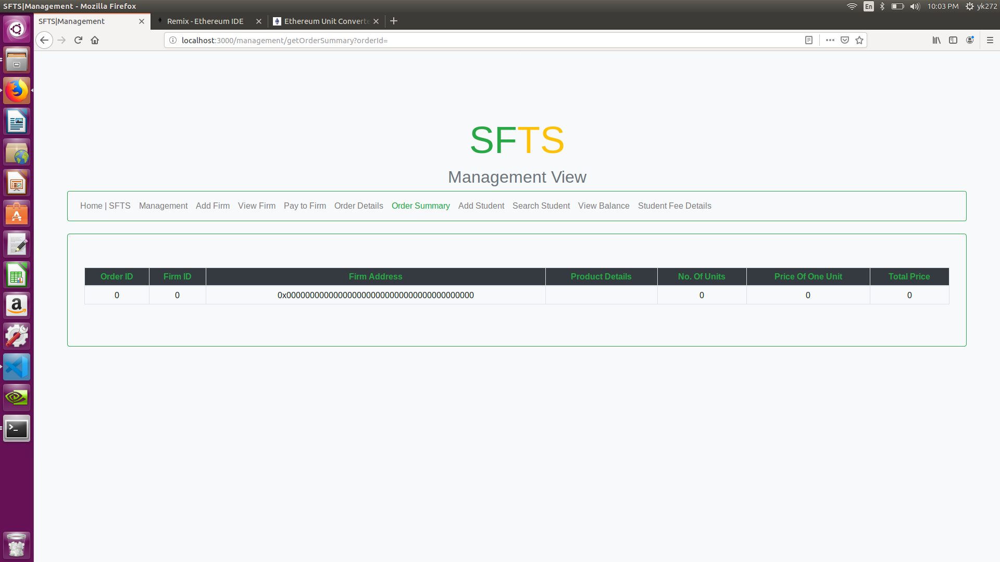 SFTS|Management - Mozilla Firefox
En
10:03 PM
yk272
SFTS|Management
Remix - Ethereum IDE
Ethereum Unit Converte
localhost:3000/management/getOrderSummary?orderId=
SFTS
Management View
Home | SFTS Management Add Firm View Firm Pay to Firm Order Details Order Summary Add Student Search Student View Balance Student Fee Details
Order ID Firm ID Firm Address Product Details No. Of Units Price Of One Unit Total Price
0 0 0x0000000000000000000000000000000000000000 0 0 0